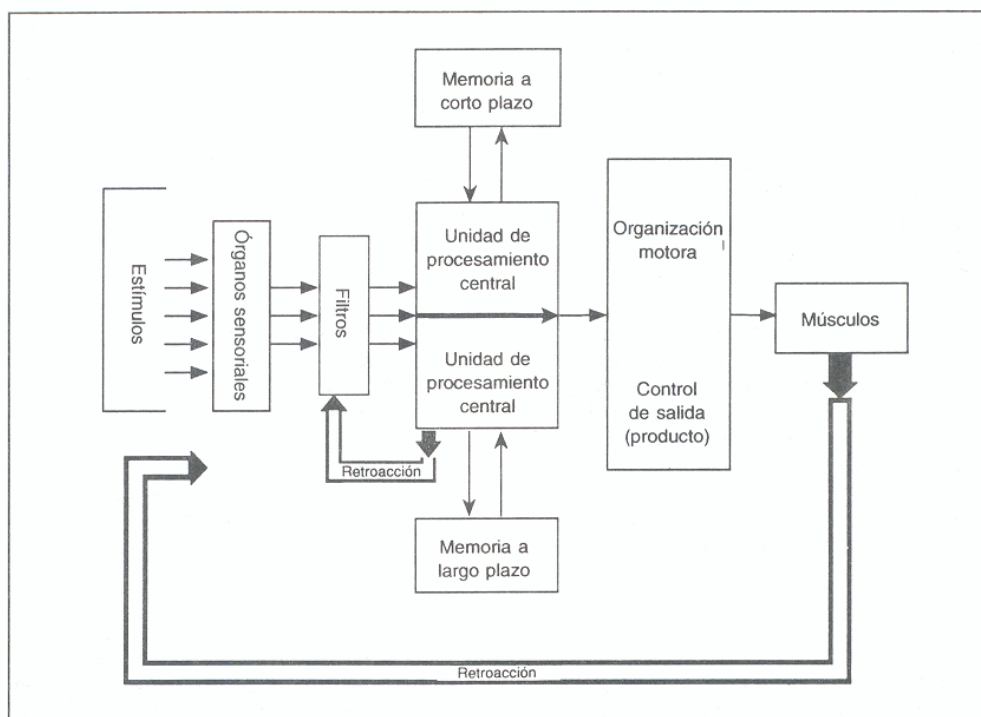 Memoria a
corto plazo
Estímulos
Órganos sensoriales
Filtros
Unidad de
procesamiento
central
Unidad de
procesamiento
central
Retroacción
Memoria a
largo plazo
Organización
motora
Control
de salida
(producto)
Músculos
Retroacción